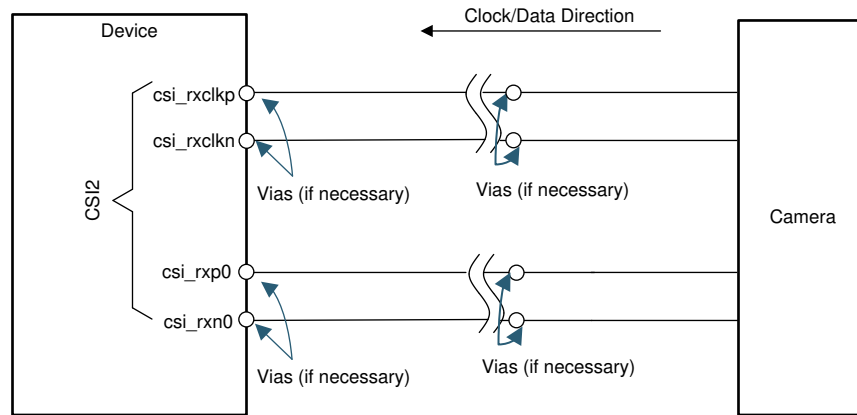 Clock/Data Direction
Device
csi_rxclkp
csi_rxclkn
Vias (if necessary)
Vias (if necessary)
CSI2
Camera
csi_rxp0
csi_rxn0
Vias (if necessary)
Vias (if necessary)